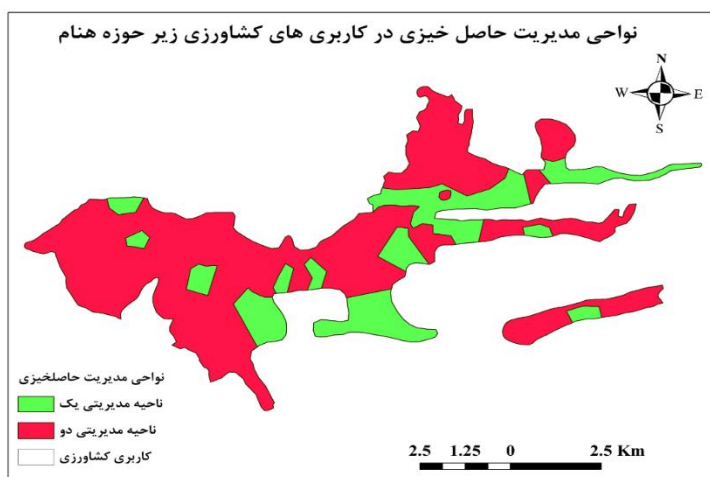 نواحی مدیریت حاصل خیزی در کاربری های کشاورزی زیر حوزه هنام
N
W E
S
نواحی مدیریت حاصلخیزی
ناحیه مدیریتی یک
ناحیه مدیریتی دو
کاربری کشاورزی
2.5 1.25 0 2.5 Km